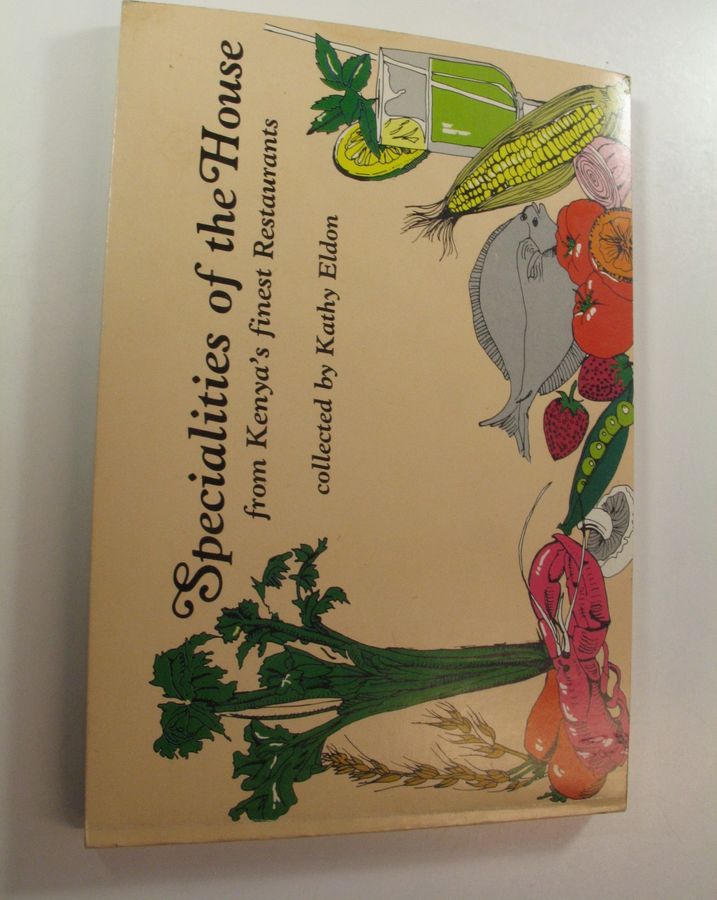 Specialities of the House
from Kenya's finest Restaurants
collected by Kathy Eldon